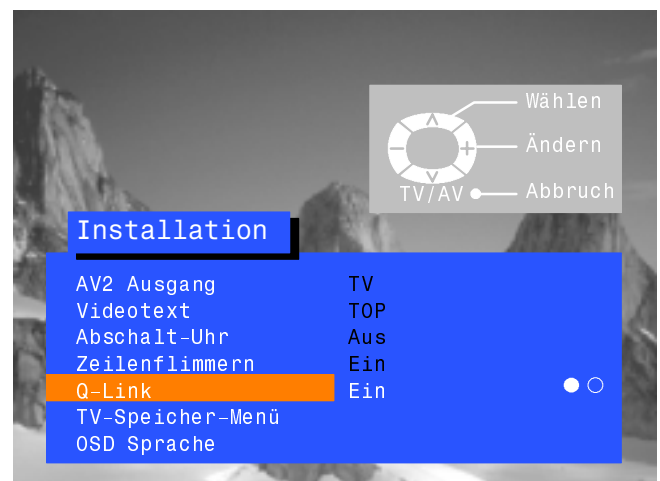 Wählen
Ändern
TV/AV Abbruch
Installation
AV2 Ausgang TV
Videotext TOP
Abschalt-Uhr Aus
Zeilenflimmern Ein
Q-Link Ein
TV-Speicher-Menü
OSD Sprache